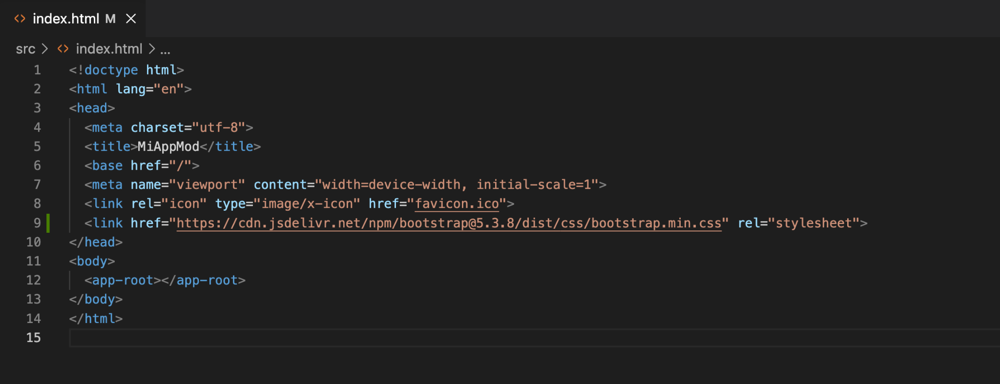 index.html M
src > index.html > ...
1 <!doctype html>
2 <html lang="en">
3 <head>
4 <meta charset="utf-8">
5 <title>MiAppMod</title>
6 <base href="/">
7 <meta name="viewport" content="width=device-width, initial-scale=1">
8 <link rel="icon" type="image/x-icon" href="favicon.ico">
9 <link href="https://cdn.jsdelivr.net/npm/bootstrap@5.3.8/dist/css/bootstrap.min.css" rel="stylesheet">
10 </head>
11 <body>
12 <app-root></app-root>
13 </body>
14 </html>
15